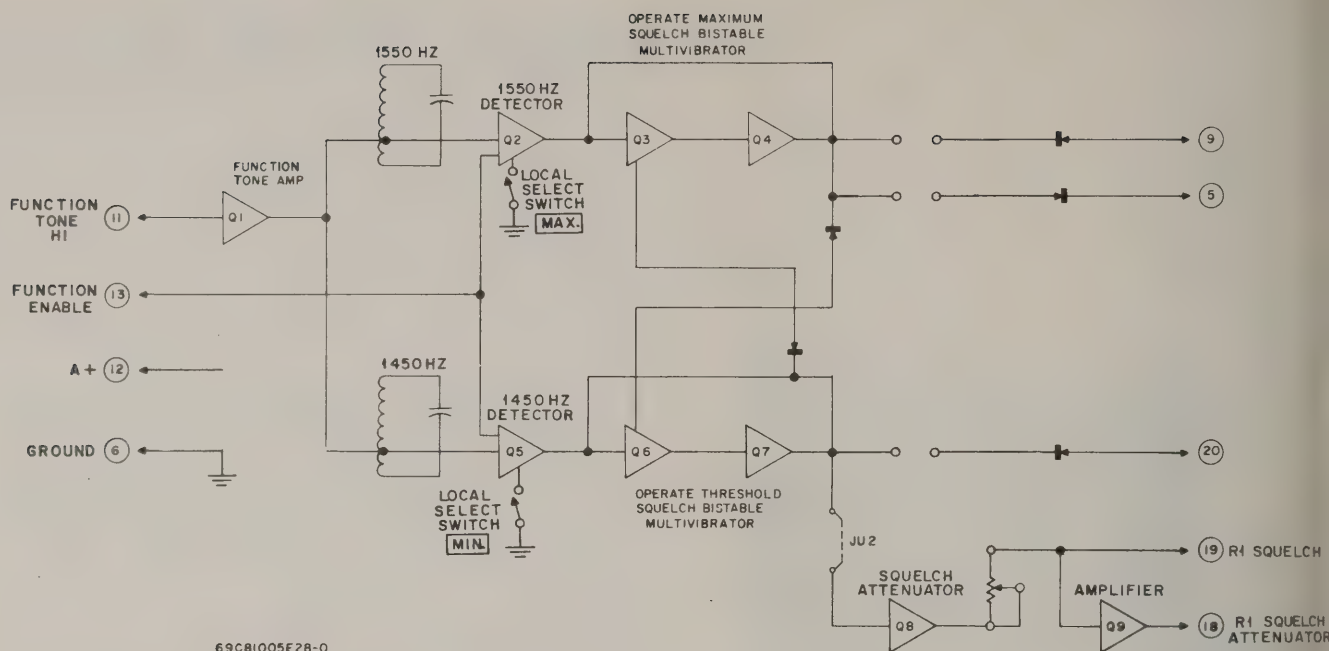 OPERATE MAXIMUM
SQUELCH BISTABLE
MULTIVIBRATOR
1550 HZ
1550 HZ
DETECTOR
Q2
Q3
Q4
9
LOCAL
SELECT
SWITCH
MAX.
5
FUNCTION
TONE AMP
Q1
FUNCTION
TONE
HI
11
FUNCTION
ENABLE
13
A+
12
GROUND
6
1450 HZ
1450 HZ
DETECTOR
Q5
Q6
Q7
20
LOCAL
SELECT
SWITCH
MIN.
OPERATE THRESHOLD
SQUELCH BISTABLE
MULTIVIBRATOR
JU2
SQUELCH
ATTENUATOR
Q8
AMPLIFIER
Q9
19 R1 SQUELCH
18 R1 SQUELCH
ATTENUATOR
69C81005E28-0